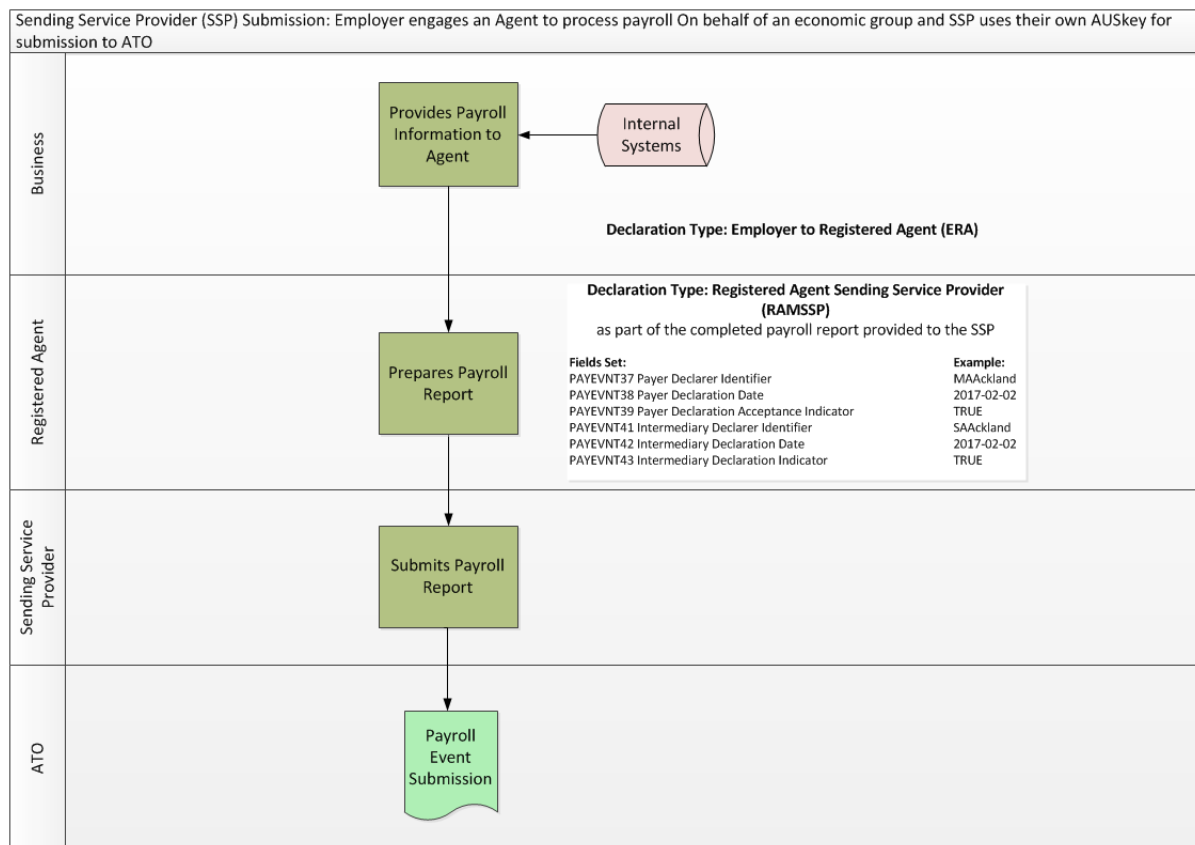 Sending Service Provider (SSP) Submission: Employer engages an Agent to process payroll On behalf of an economic group and SSP uses their own AUSkey for
submission to ATO
Business
Provides Payroll
Information to
Agent
Internal
Systems
Declaration Type: Employer to Registered Agent (ERA)
Registered Agent
Prepares Payroll
Report
Declaration Type: Registered Agent Sending Service Provider
(RAMSSP)
as part of the completed payroll report provided to the SSP
Fields Set: Example:
PAYEVNT37 Payer Declarer Identifier MAAckland
PAYEVNT38 Payer Declaration Date 2017-02-02
PAYEVNT39 Payer Declaration Acceptance Indicator TRUE
PAYEVNT41 Intermediary Declarer Identifier SAAckland
PAYEVNT42 Intermediary Declaration Date 2017-02-02
PAYEVNT43 Intermediary Declaration Indicator TRUE
Sending Service
Provider
Submits Payroll
Report
ATO
Payroll
Event
Submission